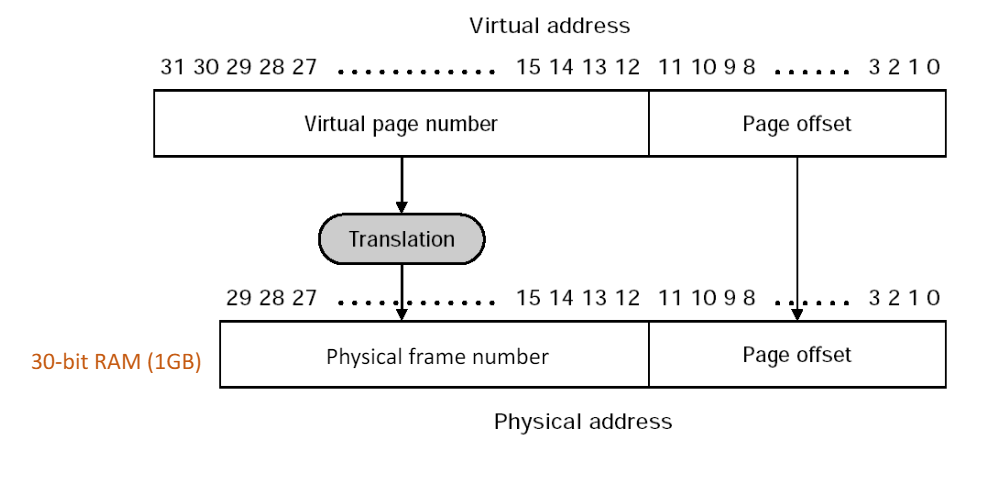 Virtual address
31 30 29 28 27 ............ 15 14 13 12 11 10 9 8 ...... 3 2 1 0
Virtual page number Page offset
Translation
29 28 27 ............ 15 14 13 12 11 10 9 8 ...... 3 2 1 0
30-bit RAM (1GB) Physical frame number Page offset
Physical address